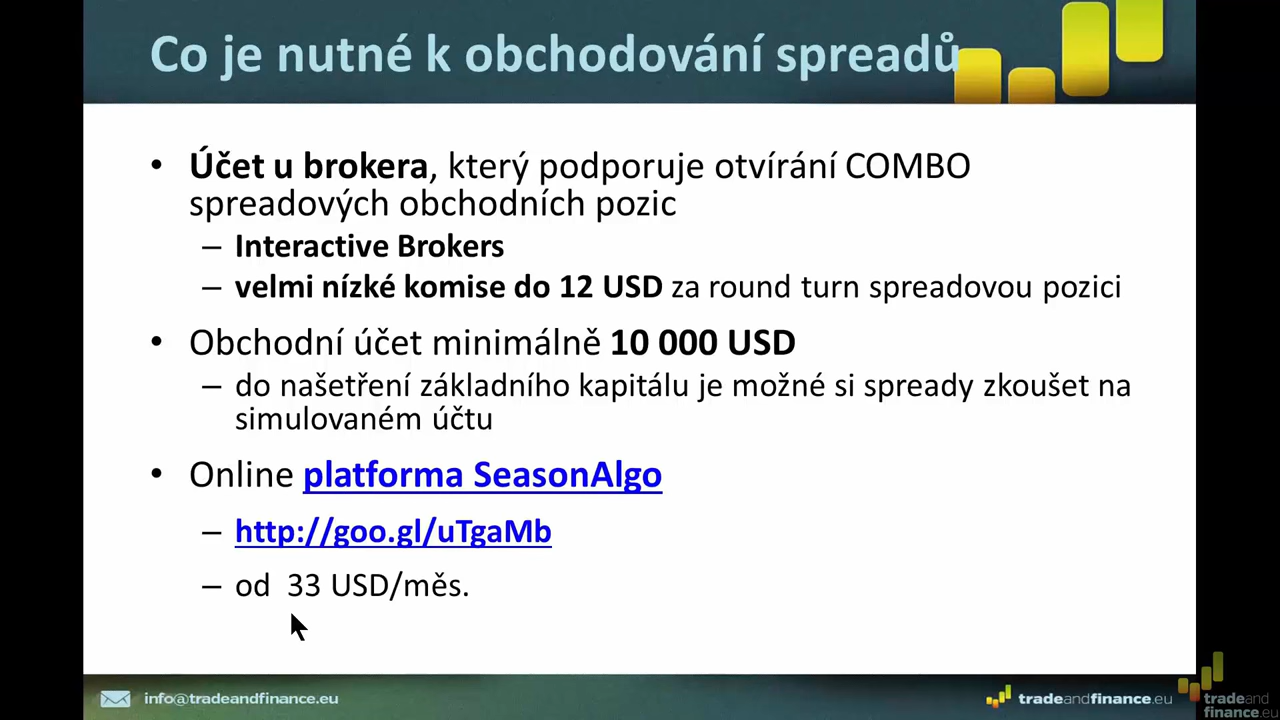 Co je nutné k obchodování spreadů
• Účet u brokera, který podporuje otvírání COMBO
spreadových obchodních pozic
– Interactive Brokers
– velmi nízké komise do 12 USD za round turn spreadovou pozici
• Obchodní účet minimálně 10 000 USD
– do našetření základního kapitálu je možné si spready zkoušet na
simulovaném účtu
• Online platforma SeasonAlgo
– http://goo.gl/uTgaMb
– od 33 USD/měs.
info@tradeandfinance.eu
tradeandfinance.eu
tradeand
finance.eu